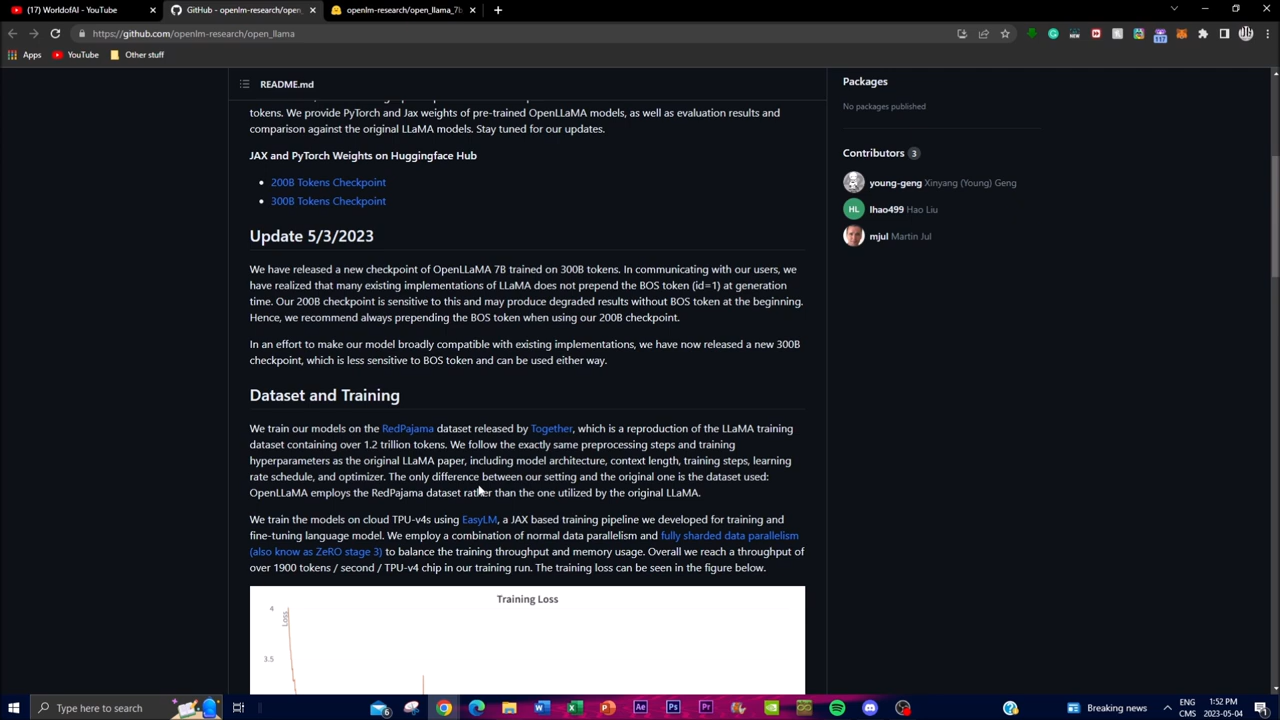 (17) WorldofAI - YouTube
GitHub - openlm-research/open_
openlm-research/open_llama_7b
https://github.com/openlm-research/open_llama
Apps
YouTube
Other stuff
117
README.md
tokens. We provide PyTorch and Jax weights of pre-trained OpenLLaMA models, as well as evaluation results and
comparison against the original LLaMA models. Stay tuned for our updates.
JAX and PyTorch Weights on Huggingface Hub
200B Tokens Checkpoint
300B Tokens Checkpoint
Update 5/3/2023
We have released a new checkpoint of OpenLLaMA 7B trained on 300B tokens. In communicating with our users, we
have realized that many existing implementations of LLaMA does not prepend the BOS token (id=1) at generation
time. Our 200B checkpoint is sensitive to this and may produce degraded results without BOS token at the beginning.
Hence, we recommend always prepending the BOS token when using our 200B checkpoint.
In an effort to make our model broadly compatible with existing implementations, we have now released a new 300B
checkpoint, which is less sensitive to BOS token and can be used either way.
Dataset and Training
We train our models on the RedPajama dataset released by Together, which is a reproduction of the LLaMA training
dataset containing over 1.2 trillion tokens. We follow the exactly same preprocessing steps and training
hyperparameters as the original LLaMA paper, including model architecture, context length, training steps, learning
rate schedule, and optimizer. The only difference between our setting and the original one is the dataset used:
OpenLLaMA employs the RedPajama dataset rather than the one utilized by the original LLaMA.
We train the models on cloud TPU-v4s using EasyLM, a JAX based training pipeline we developed for training and
fine-tuning language model. We employ a combination of normal data parallelism and fully sharded data parallelism
(also know as ZeRO stage 3) to balance the training throughput and memory usage. Overall we reach a throughput of
over 1900 tokens / second / TPU-v4 chip in our training run. The training loss can be seen in the figure below.
Training Loss
4
Loss
3.5
Packages
No packages published
Contributors 3
young-geng Xinyang (Young) Geng
HL lhao499 Hao Liu
mjul Martin Jul
Type here to search
Breaking news
ENG
CMS
1:52 PM
2023-05-04